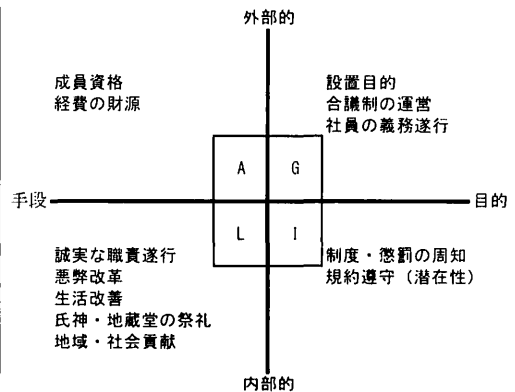 外部的
成員資格
経費の財源
設置目的
合議制の運営
社員の義務遂行
A
G
手段
目的
L
I
誠実な職責遂行
悪弊改革
生活改善
氏神・地蔵堂の祭礼
地域・社会貢献
制度・懲罰の周知
規約遵守（潜在性）
内部的